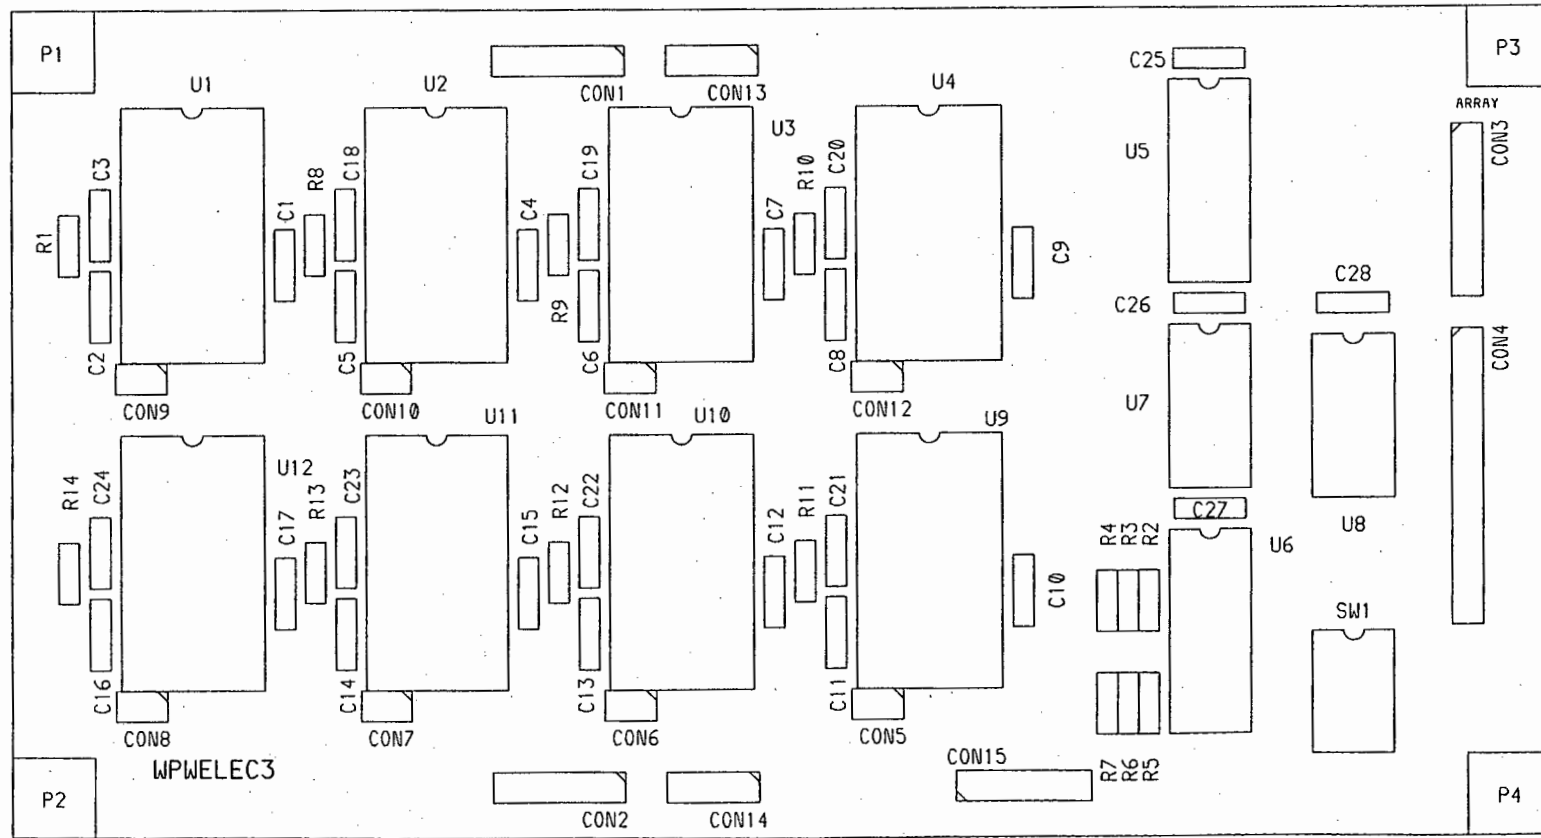 P1
P3
C25
U1
U2
U4
CON1
CON13
ARRAY
U3
U5
CON3
C3
R8
C18
C19
R10
C20
R1
C1
C4
C7
C9
C28
C26
R9
C2
C5
C6
C8
CON4
CON9
CON10
CON11
CON12
U7
U11
U10
U9
R14
C24
U12
R13
C23
R12
C22
R11
C21
C17
C15
C12
C10
C27
U8
R4
R3
R2
U6
SW1
C16
C14
C13
C11
CON8
CON7
CON6
CON5
WPWELEC3
CON15
R7
R6
R5
P2
CON2
CON14
P4